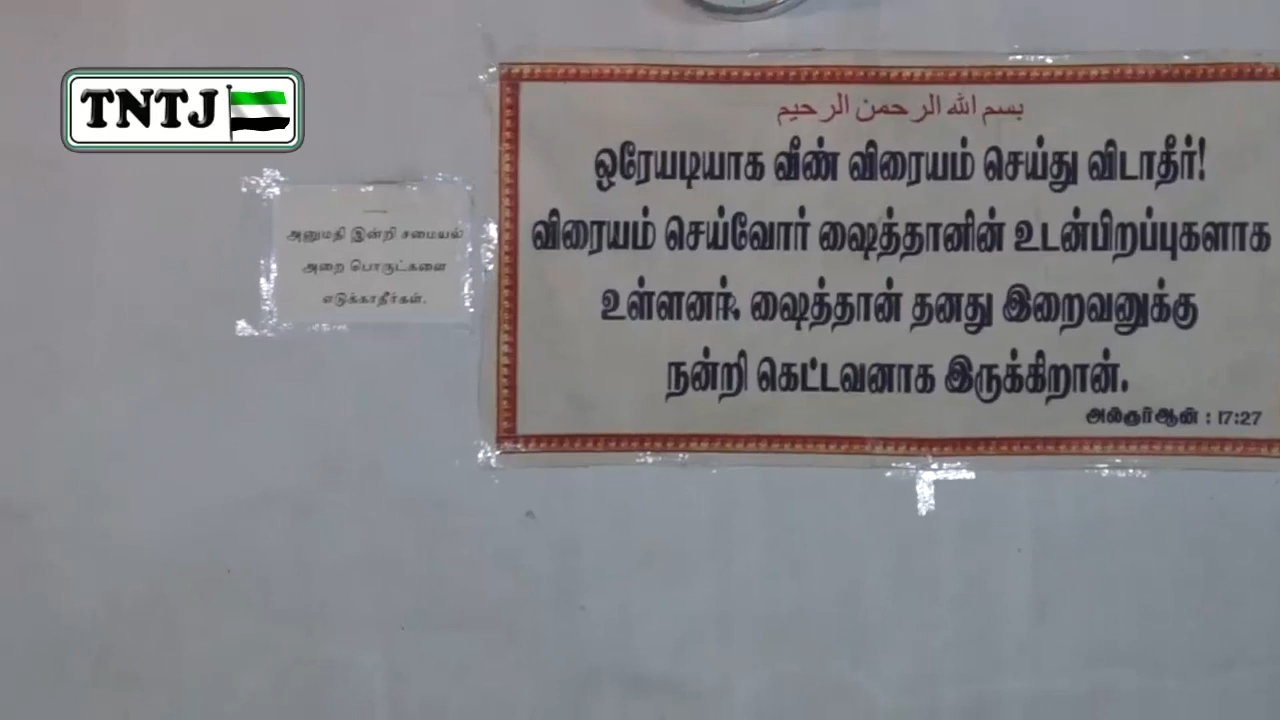 TNTJ
அனுமதி இன்றி சமையல்
அறை பொருட்களை
எடுக்காதீர்கள்.
بسم الله الرحمن الرحيم
ஒரேயடியாக வீண் விரையம் செய்து விடாதீர்!
விரையம் செய்வோர் ஷைத்தானின் உடன்பிறப்புகளாக
உள்ளனர். ஷைத்தான் தனது இறைவனுக்கு
நன்றி கெட்டவனாக இருக்கிறான்.
அல்குர்ஆன் : 17:27